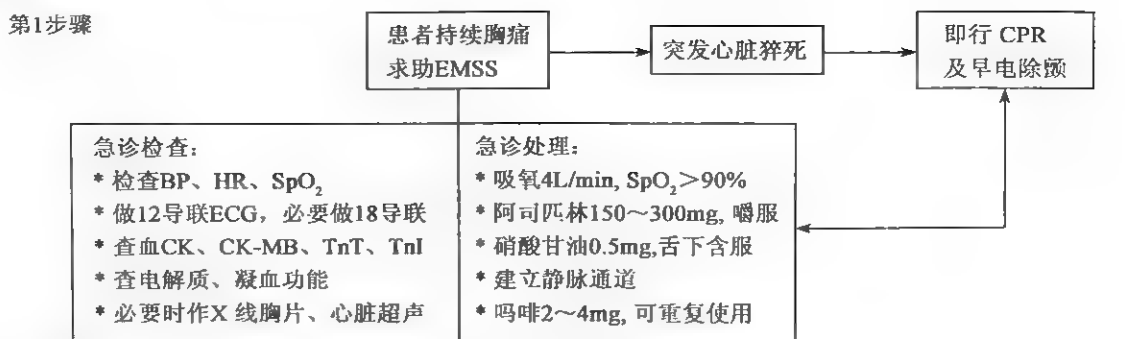 第1步骤
患者持续胸痛
求助EMSS
突发心脏猝死
即行 CPR
及早电除颤
急诊检查：
* 检查BP、HR、SpO₂
* 做12导联ECG，必要做18导联
* 查血CK、CK-MB、TnT、TnI
* 查电解质、凝血功能
* 必要时作X 线胸片、心脏超声
急诊处理：
* 吸氧4L/min, SpO₂＞90%
* 阿司匹林150～300mg, 嚼服
* 硝酸甘油0.5mg,舌下含服
* 建立静脉通道
* 吗啡2～4mg, 可重复使用